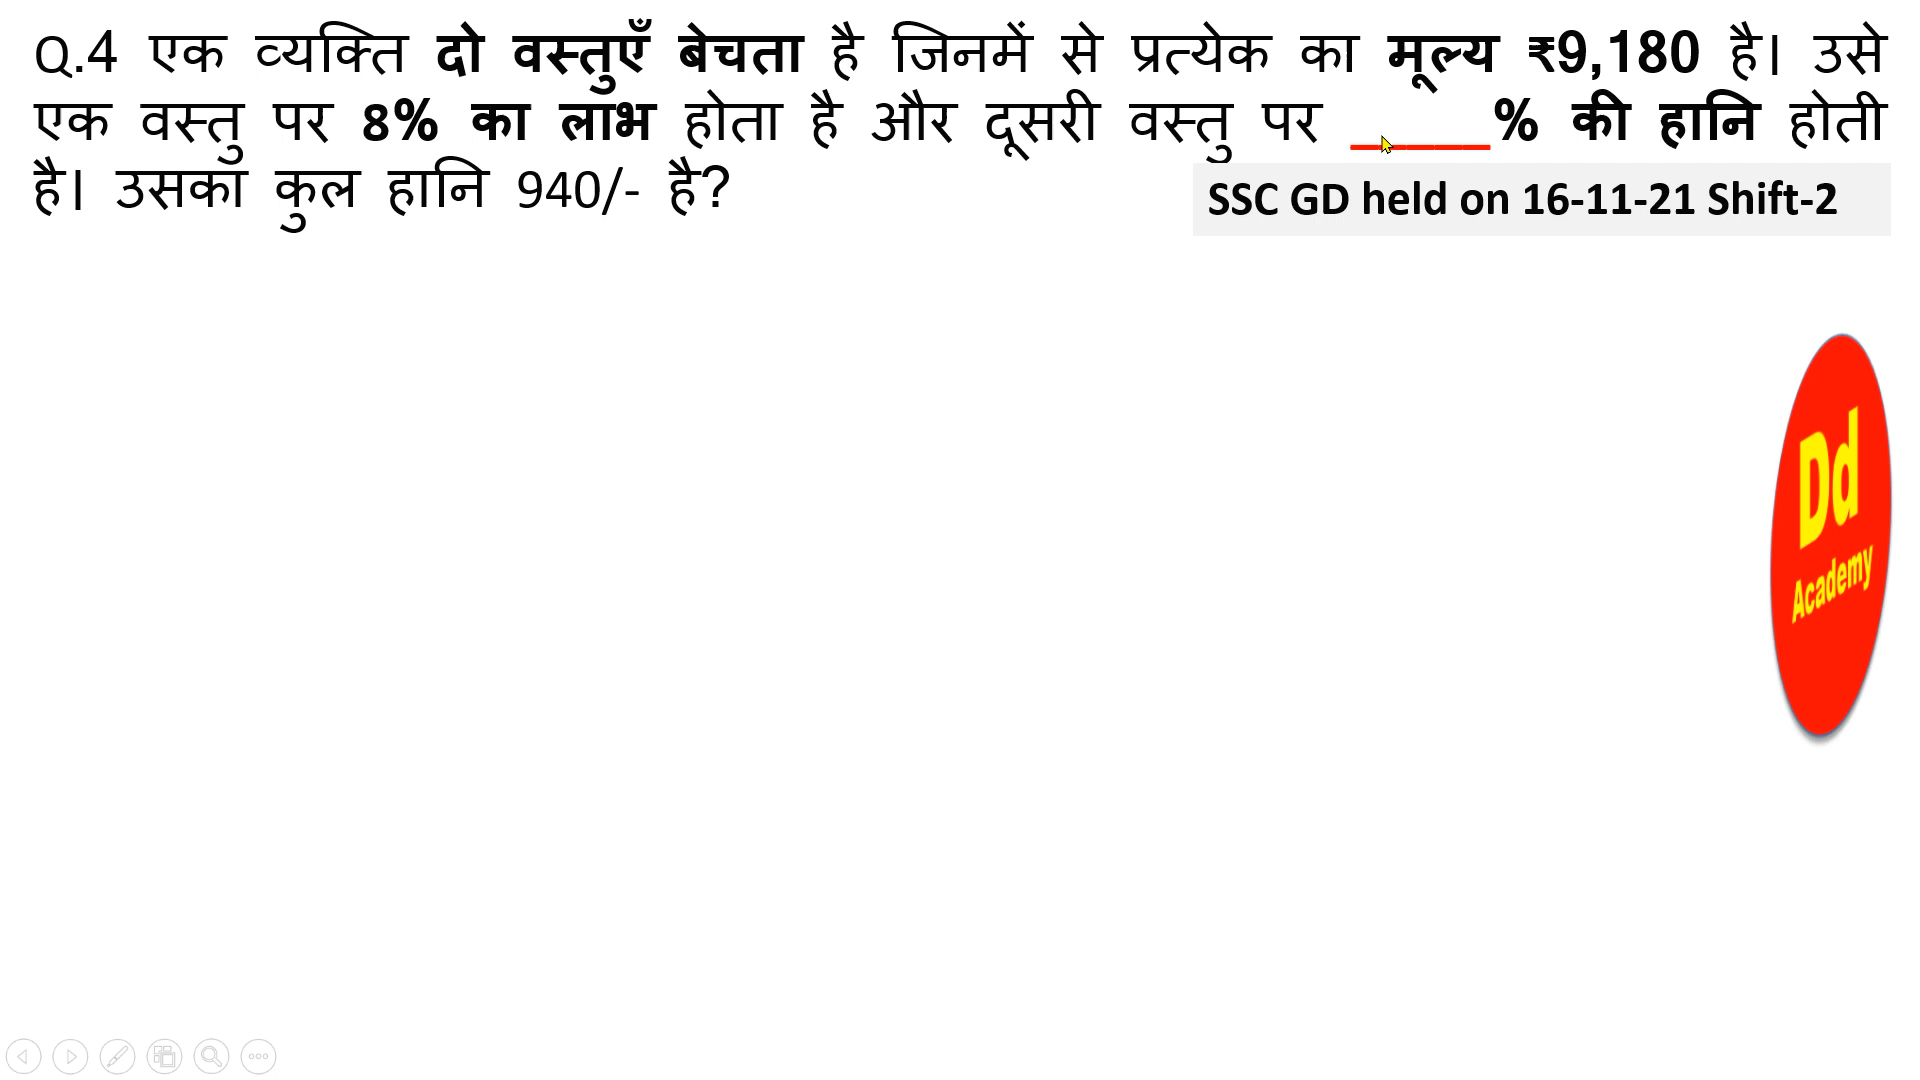 Q.4 एक व्यक्ति दो वस्तुएँ बेचता है जिनमें से प्रत्येक का मूल्य ₹9,180 है। उसे
एक वस्तु पर 8% का लाभ होता है और दूसरी वस्तु पर _____% की हानि होती
है। उसका कुल हानि 940/- है?
SSC GD held on 16-11-21 Shift-2
Dd
Academy